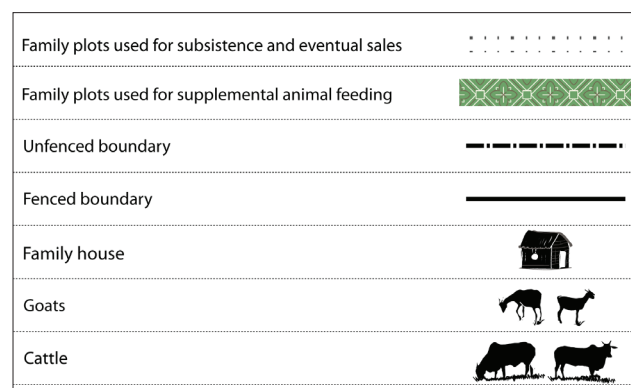 Family plots used for subsistence and eventual sales
Family plots used for supplemental animal feeding
Unfenced boundary
Fenced boundary
Family house
Goats
Cattle